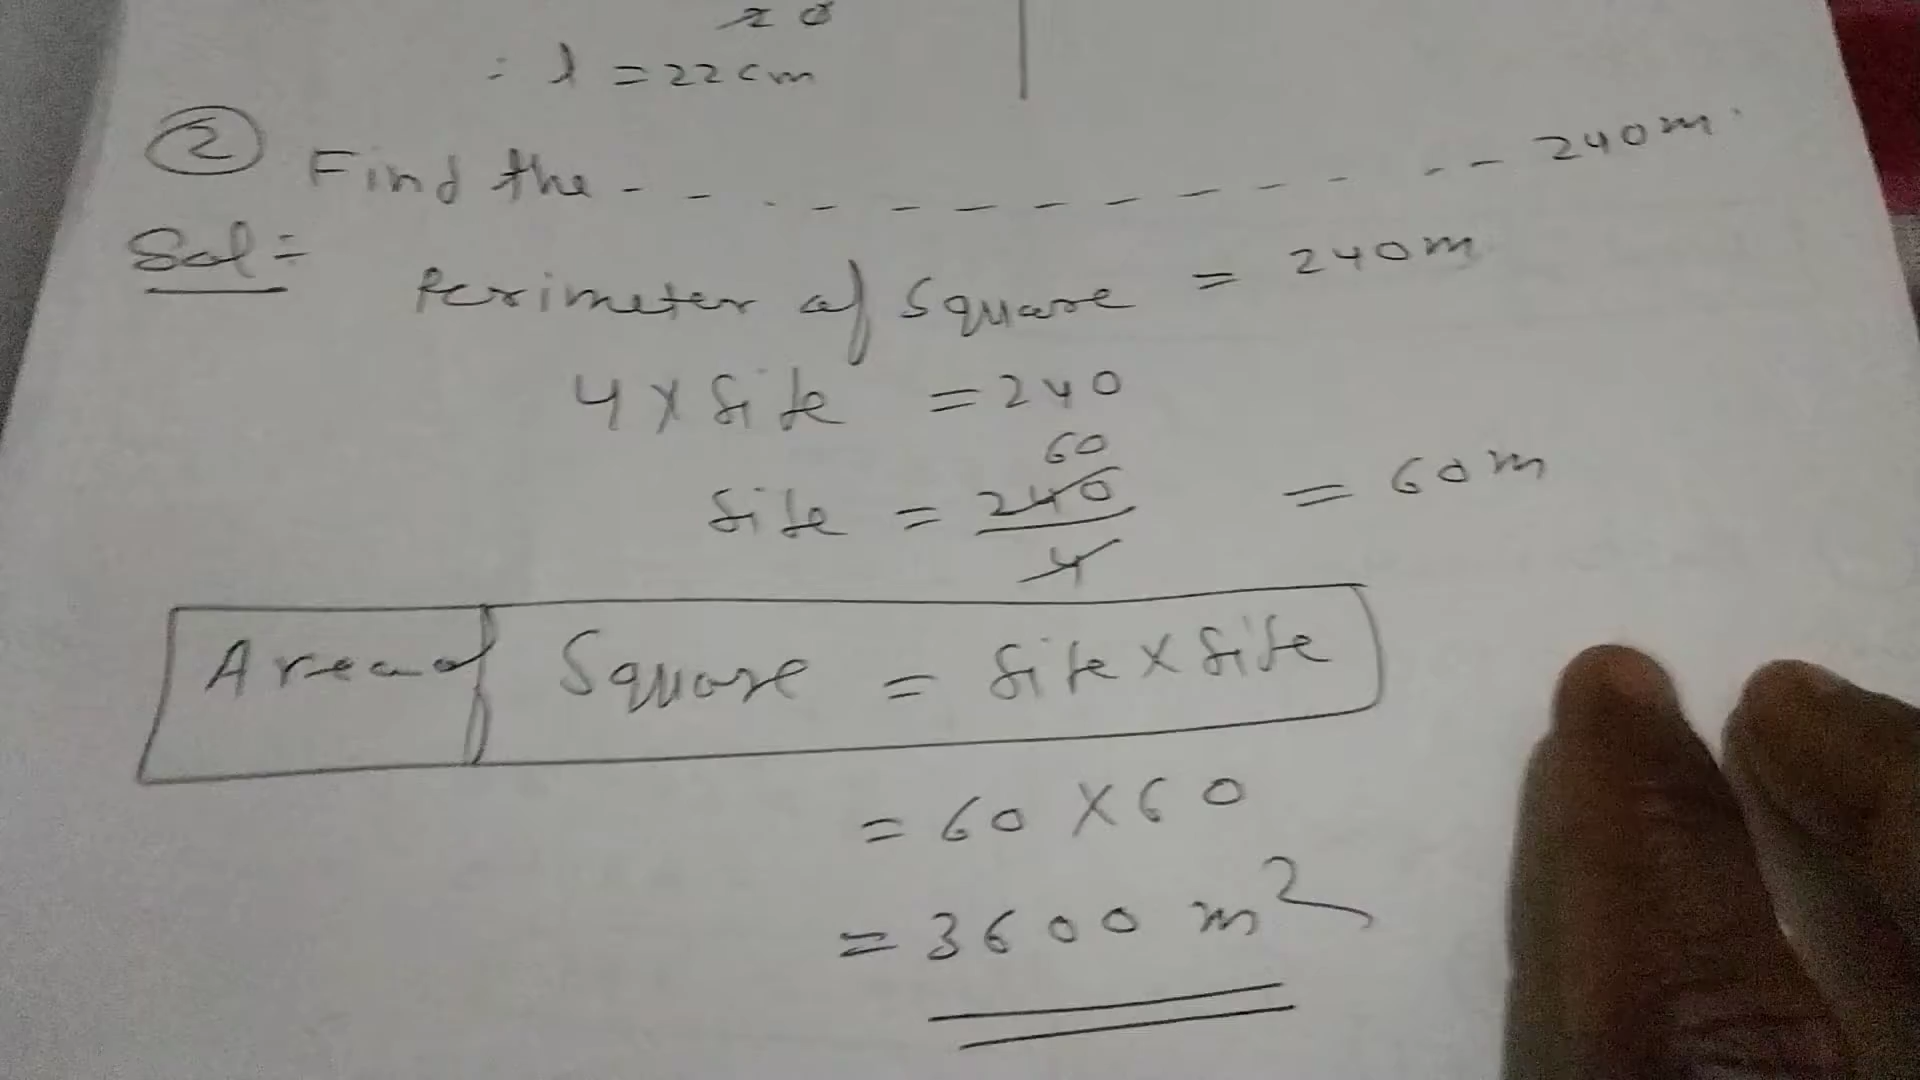 20
: l = 22 cm
② Find the - - - - - - - - - - - - - 240m.
Sol =
Perimeter of Square = 240m
4 × Side = 240
60
Side = 240/4 = 60m
Area of Square = Side × Side
= 60 × 60
= 3600 m²